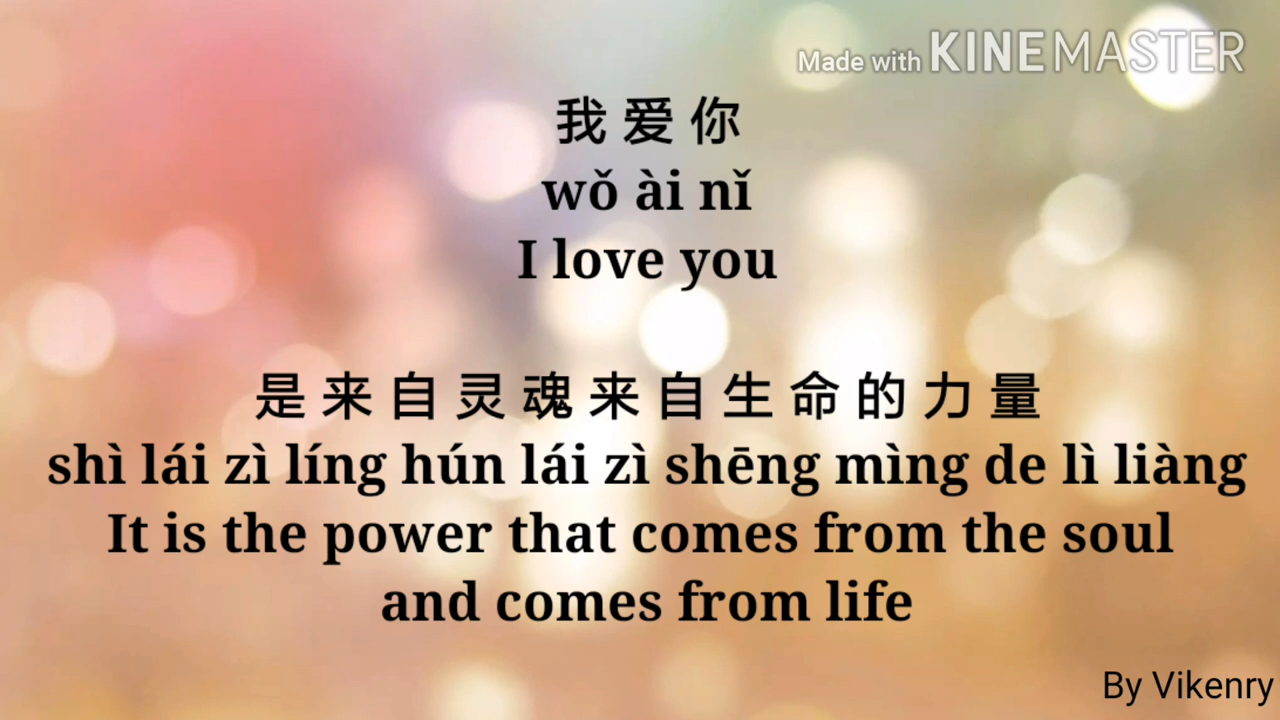 Made with KINEMASTER
我爱你
wǒ ài nǐ
I love you
是来自灵魂来自生命的力量
shì lái zì líng hún lái zì shēng mìng de lì liàng
It is the power that comes from the soul
and comes from life
By Vikenry